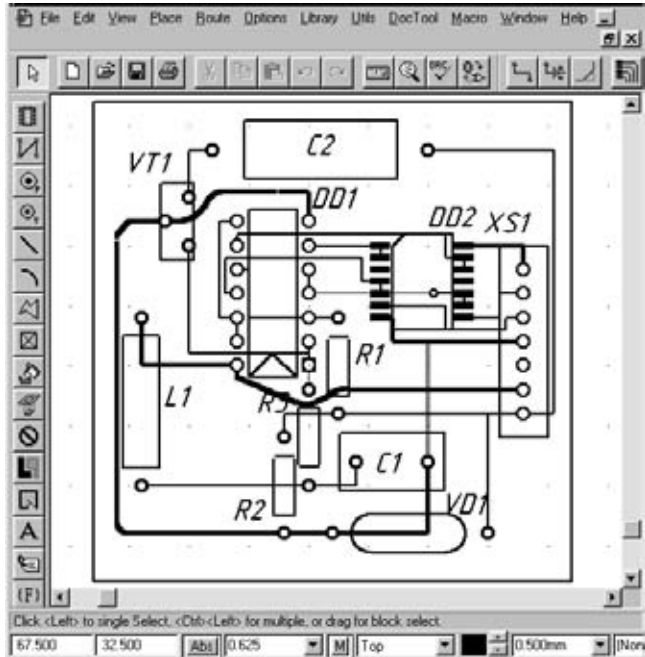 File Edit View Place Route Options Library Utils DocTool Macro Window Help
C2
VT1
DD1
DD2
XS1
R1
L1
R3
C1
R2
VD1
A
(F)
Click <Left> to single Select, <Ctrl><Left> for multiple, or drag for block select.
67.500 32.500 Abs 0.625 M Top 0.500mm (Non